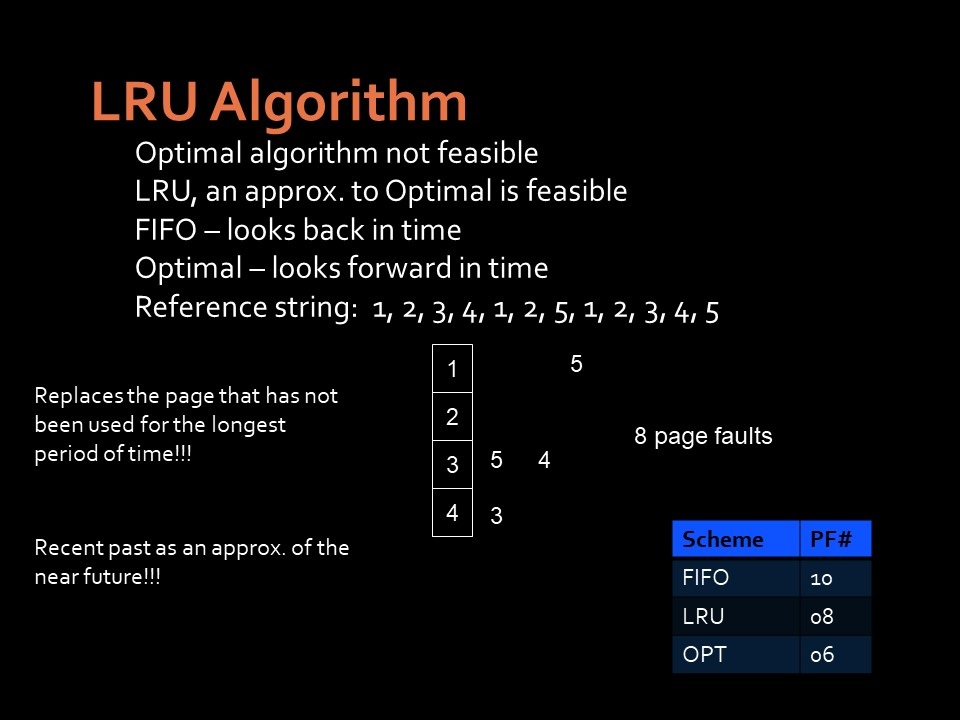 LRU Algorithm
Optimal algorithm not feasible
LRU, an approx. to Optimal is feasible
FIFO – looks back in time
Optimal – looks forward in time
Reference string: 1, 2, 3, 4, 1, 2, 5, 1, 2, 3, 4, 5
Replaces the page that has not
been used for the longest
period of time!!!
Recent past as an approx. of the
near future!!!
1 5
2
3 5 4
4 3
8 page faults
Scheme PF#
FIFO 10
LRU 08
OPT 06